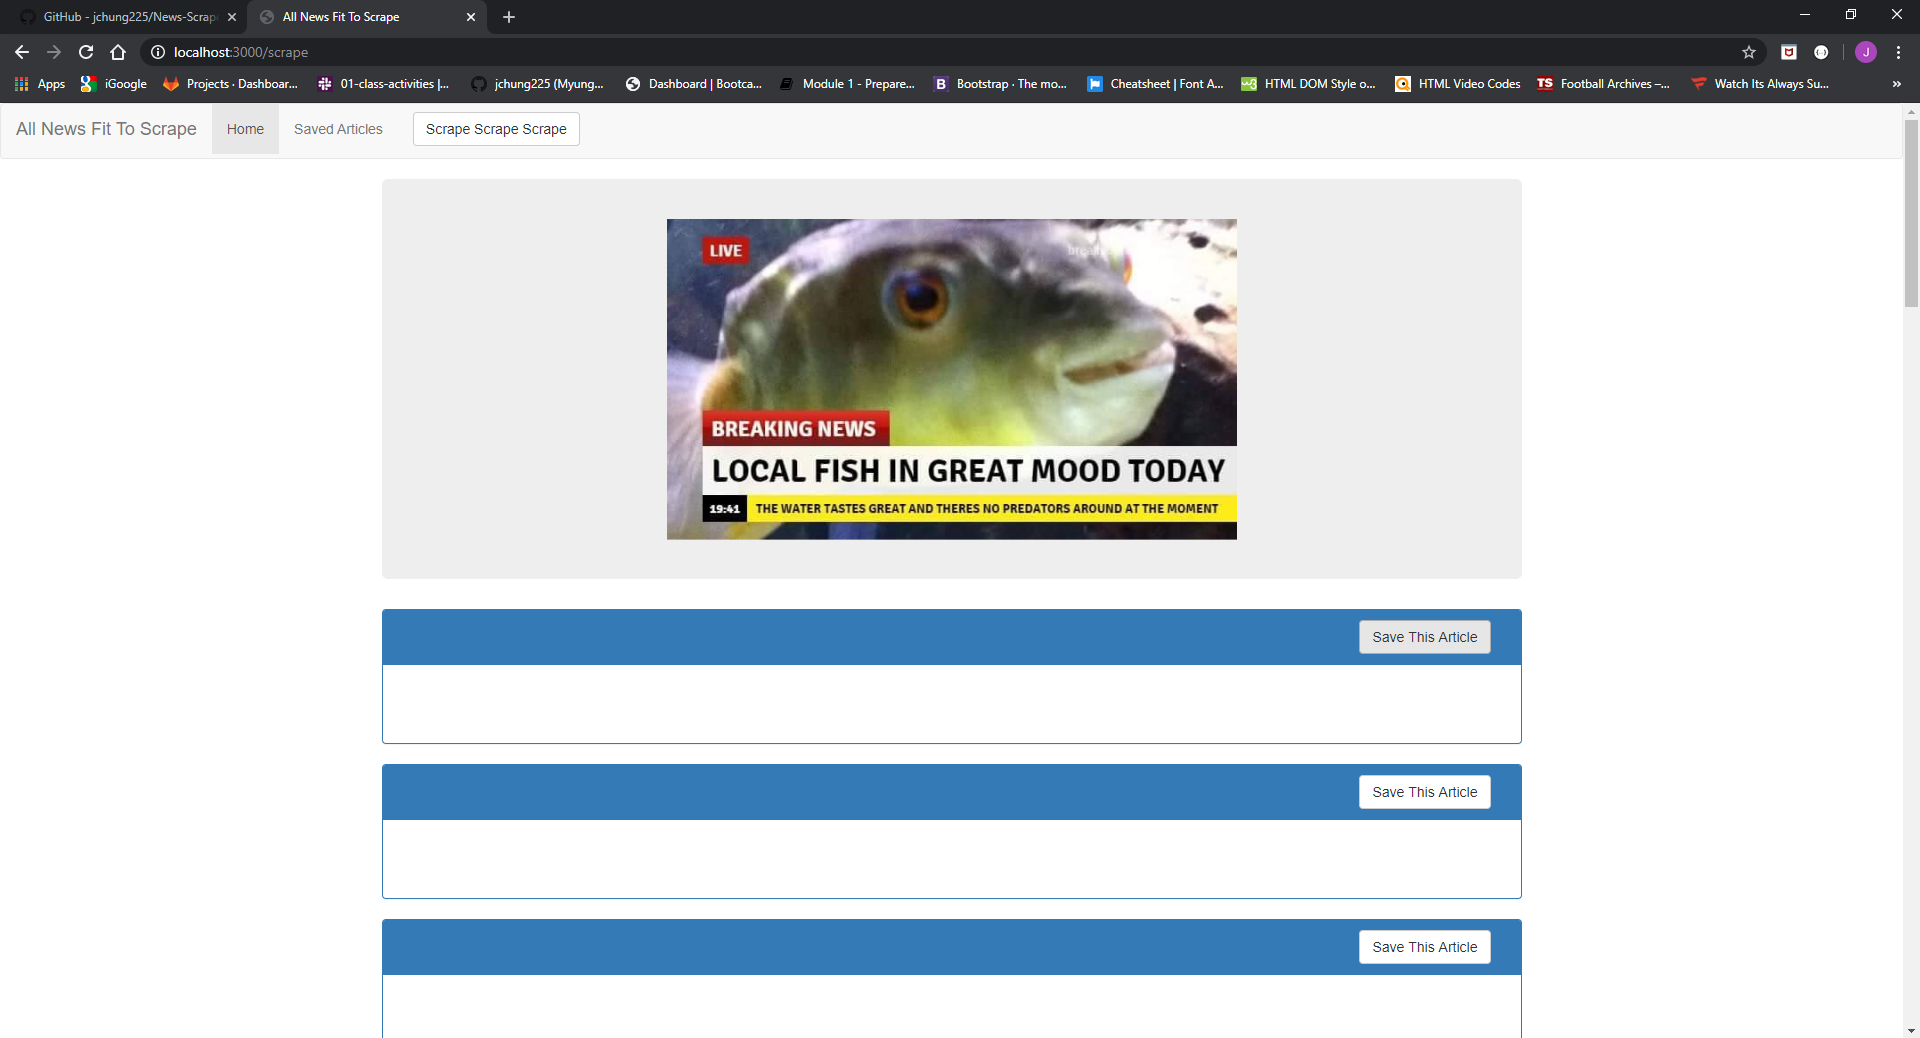 GitHub - jchung225/News-Scrap
All News Fit To Scrape
localhost:3000/scrape
J
Apps
iGoogle
Projects · Dashboar...
01-class-activities |...
jchung225 (Myung...
Dashboard | Bootca...
Module 1 - Prepare...
B
Bootstrap · The mo...
Cheatsheet | Font A...
w3
HTML DOM Style o...
HTML Video Codes
TS
Football Archives –...
Watch Its Always Su...
»
All News Fit To Scrape
Home
Saved Articles
Scrape Scrape Scrape
LIVE
BREAKING NEWS
LOCAL FISH IN GREAT MOOD TODAY
19:41
THE WATER TASTES GREAT AND THERES NO PREDATORS AROUND AT THE MOMENT
Save This Article
Save This Article
Save This Article